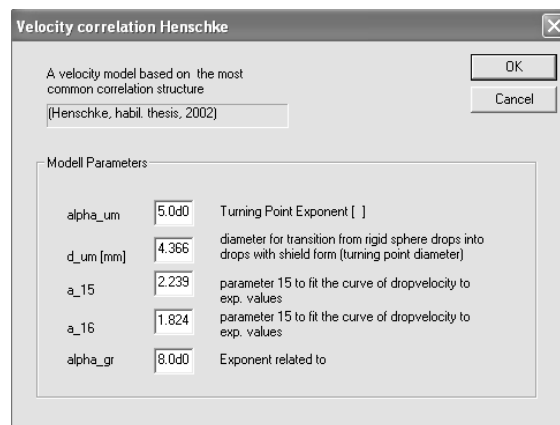 Velocity correlation Henschke
A velocity model based on the most
common correlation structure
(Henschke, habil. thesis, 2002)
OK
Cancel
Modell Parameters
alpha_um 5.0d0 Turning Point Exponent [ ]
d_um [mm] 4.366 diameter for transition from rigid sphere drops into
drops with shield form (turning point diameter)
a_15 2.239 parameter 15 to fit the curve of dropvelocity to
exp. values
a_16 1.824 parameter 15 to fit the curve of dropvelocity to
exp. values
alpha_gr 8.0d0 Exponent related to